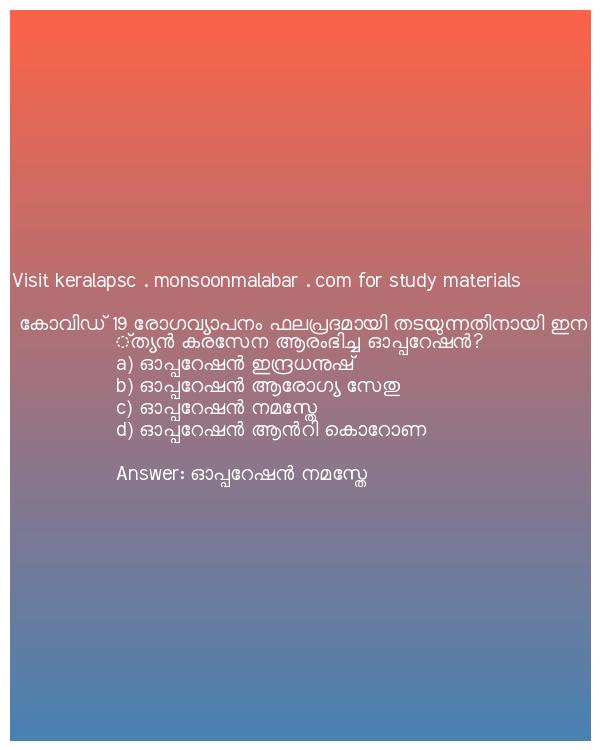 Visit keralapsc . monsoonmalabar . com for study materials
കോവിഡ് 19 രോഗവ്യാപനം ഫലപ്രദമായി തടയുന്നതിനായി ഇന
്ത്യൻ കരസേന ആരംഭിച്ച ഓപ്പറേഷൻ?
a) ഓപ്പറേഷൻ ഇന്ദ്രധനുഷ്
b) ഓപ്പറേഷൻ ആരോഗ്യ സേതു
c) ഓപ്പറേഷൻ നമസ്തേ
d) ഓപ്പറേഷൻ ആൻറി കൊറോണ
Answer: ഓപ്പറേഷൻ നമസ്തേ